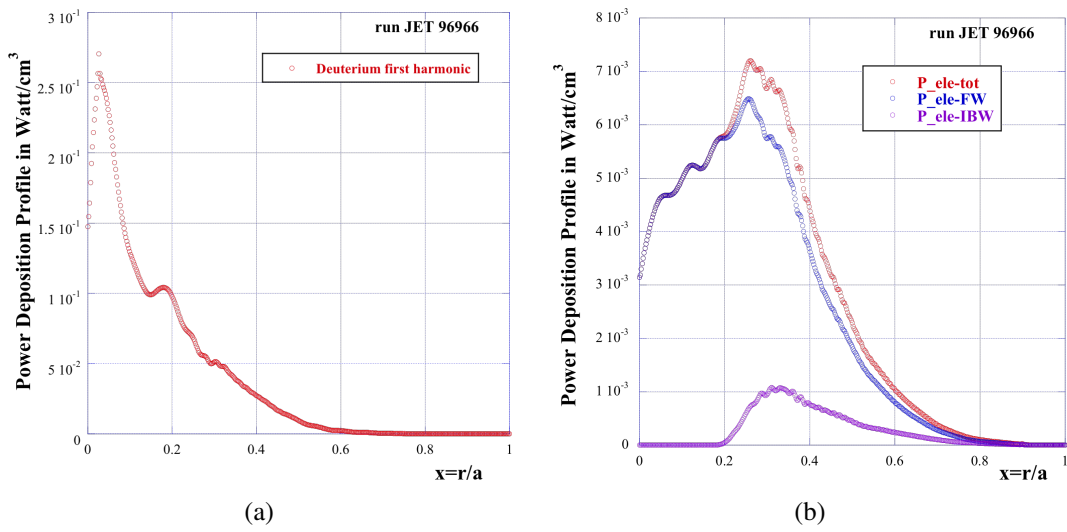 3 10⁻¹
2.5 10⁻¹
2 10⁻¹
1.5 10⁻¹
1 10⁻¹
5 10⁻²
0
Power Deposition Profile in Watt/cm³
run JET 96966
Deuterium first harmonic
0 0.2 0.4 0.6 0.8 1
x=r/a
(a)
8 10⁻³
7 10⁻³
6 10⁻³
5 10⁻³
4 10⁻³
3 10⁻³
2 10⁻³
1 10⁻³
0
Power Deposition Profile in Watt/cm³
run JET 96966
P_ele-tot
P_ele-FW
P_ele-IBW
0 0.2 0.4 0.6 0.8 1
x=r/a
(b)